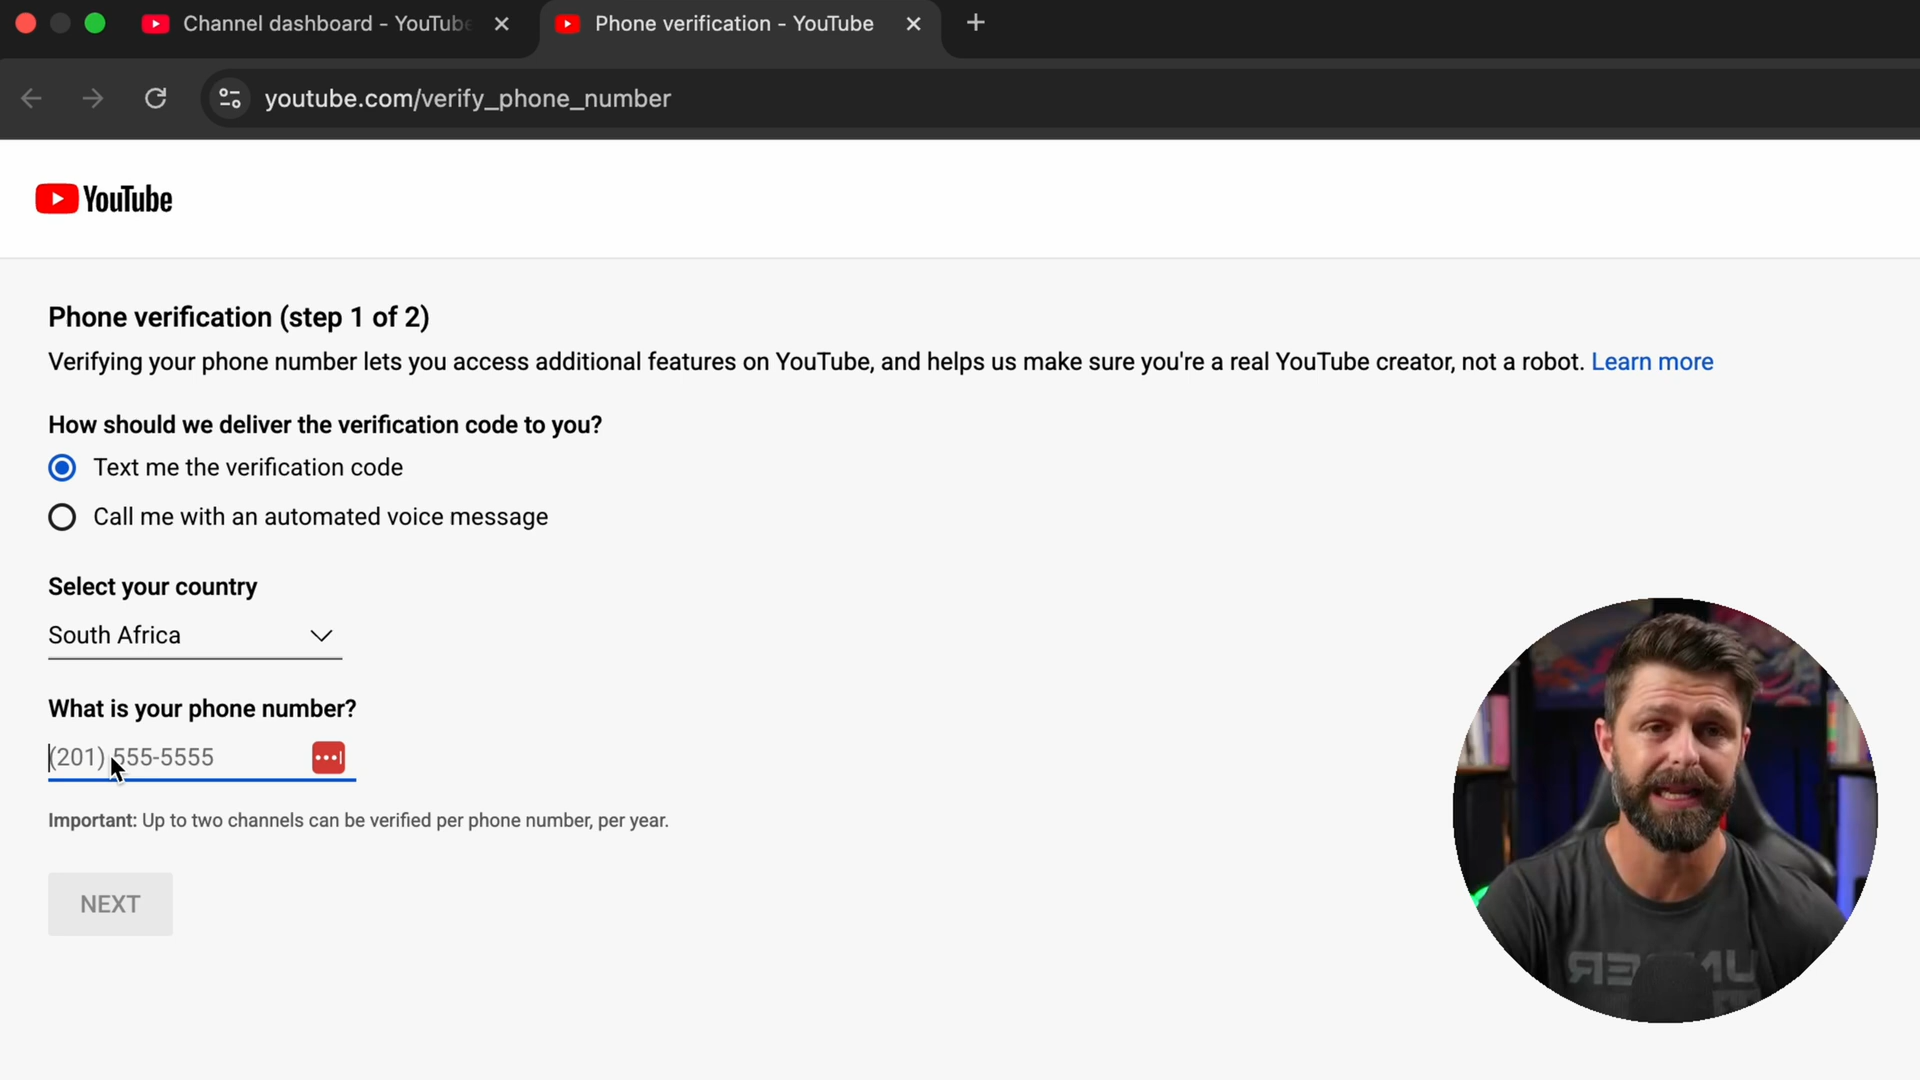 Channel dashboard - YouTube
Phone verification - YouTube
youtube.com/verify_phone_number
YouTube
Phone verification (step 1 of 2)
Verifying your phone number lets you access additional features on YouTube, and helps us make sure you're a real YouTube creator, not a robot. Learn more
How should we deliver the verification code to you?
Text me the verification code
Call me with an automated voice message
Select your country
South Africa
What is your phone number?
(201) 555-5555
Important: Up to two channels can be verified per phone number, per year.
NEXT